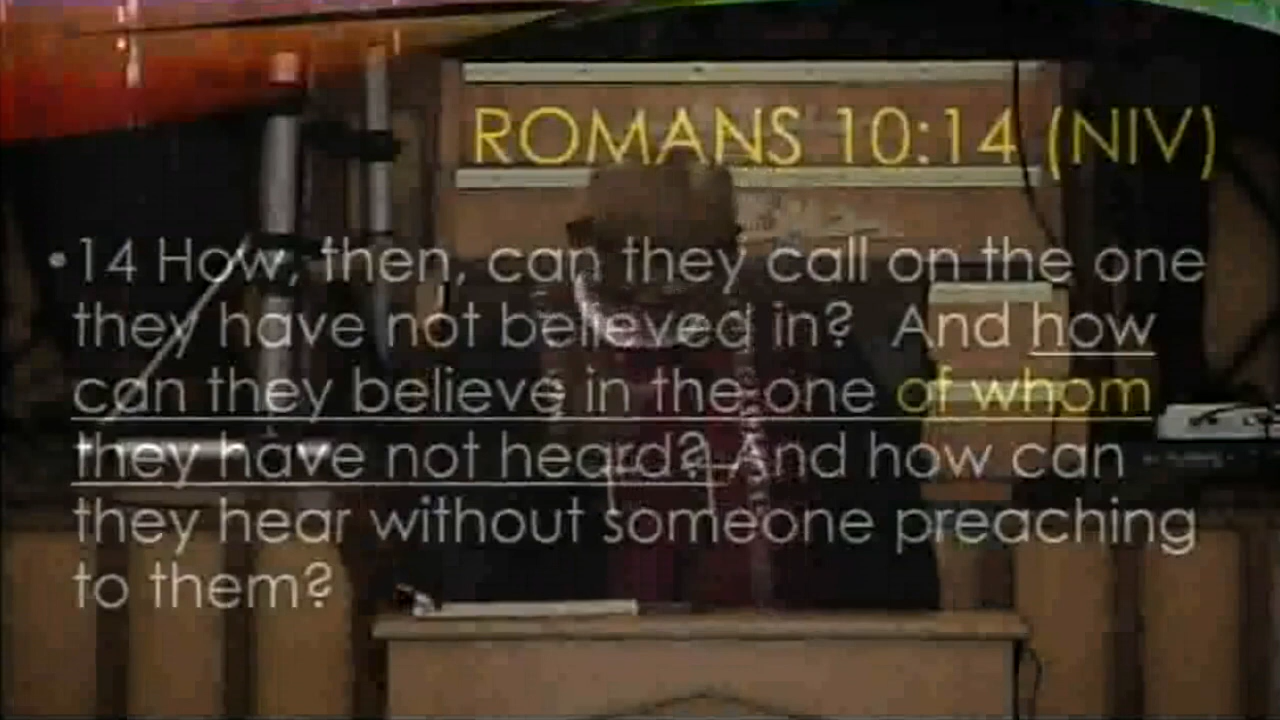 ROMANS 10:14 (NIV)
•14 How, then, can they call on the one
they have not believed in? And how
can they believe in the one of whom
they have not heard? And how can
they hear without someone preaching
to them?